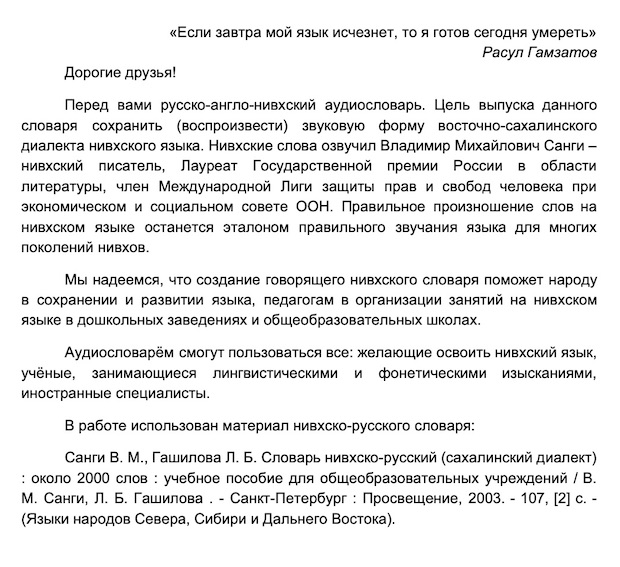 «Если завтра мой язык исчезнет, то я готов сегодня умереть»
Расул Гамзатов
Дорогие друзья!
Перед вами русско-англо-нивхский аудиословарь. Цель выпуска данного
словаря сохранить (воспроизвести) звуковую форму восточно-сахалинского
диалекта нивхского языка. Нивхские слова озвучил Владимир Михайлович Санги –
нивхский писатель, Лауреат Государственной премии России в области
литературы, член Международной Лиги защиты прав и свобод человека при
экономическом и социальном совете ООН. Правильное произношение слов на
нивхском языке останется эталоном правильного звучания языка для многих
поколений нивхов.
Мы надеемся, что создание говорящего нивхского словаря поможет народу
в сохранении и развитии языка, педагогам в организации занятий на нивхском
языке в дошкольных заведениях и общеобразовательных школах.
Аудиословарём смогут пользоваться все: желающие освоить нивхский язык,
учёные, занимающиеся лингвистическими и фонетическими изысканиями,
иностранные специалисты.
В работе использован материал нивхско-русского словаря:
Санги В. М., Гашилова Л. Б. Словарь нивхско-русский (сахалинский диалект)
: около 2000 слов : учебное пособие для общеобразовательных учреждений / В.
М. Санги, Л. Б. Гашилова . - Санкт-Петербург : Просвещение, 2003. - 107, [2] с. -
(Языки народов Севера, Сибири и Дальнего Востока).